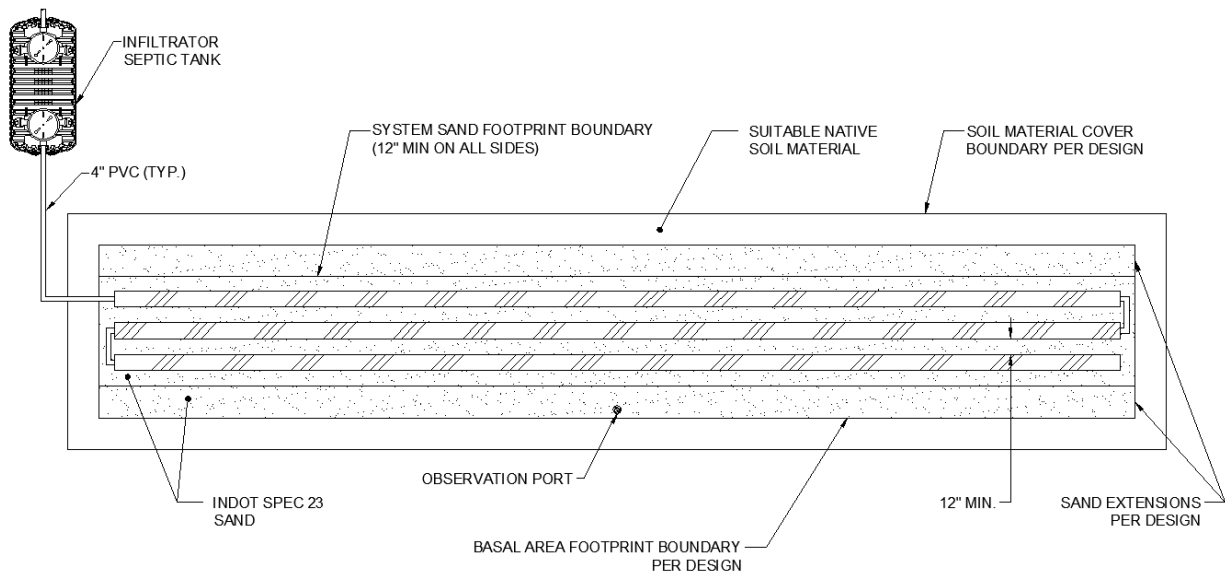 INFILTRATOR
SEPTIC TANK
SYSTEM SAND FOOTPRINT BOUNDARY
(12" MIN ON ALL SIDES)
SUITABLE NATIVE
SOIL MATERIAL
SOIL MATERIAL COVER
BOUNDARY PER DESIGN
4" PVC (TYP.)
OBSERVATION PORT
INDOT SPEC 23
SAND
12" MIN.
SAND EXTENSIONS
PER DESIGN
BASAL AREA FOOTPRINT BOUNDARY
PER DESIGN